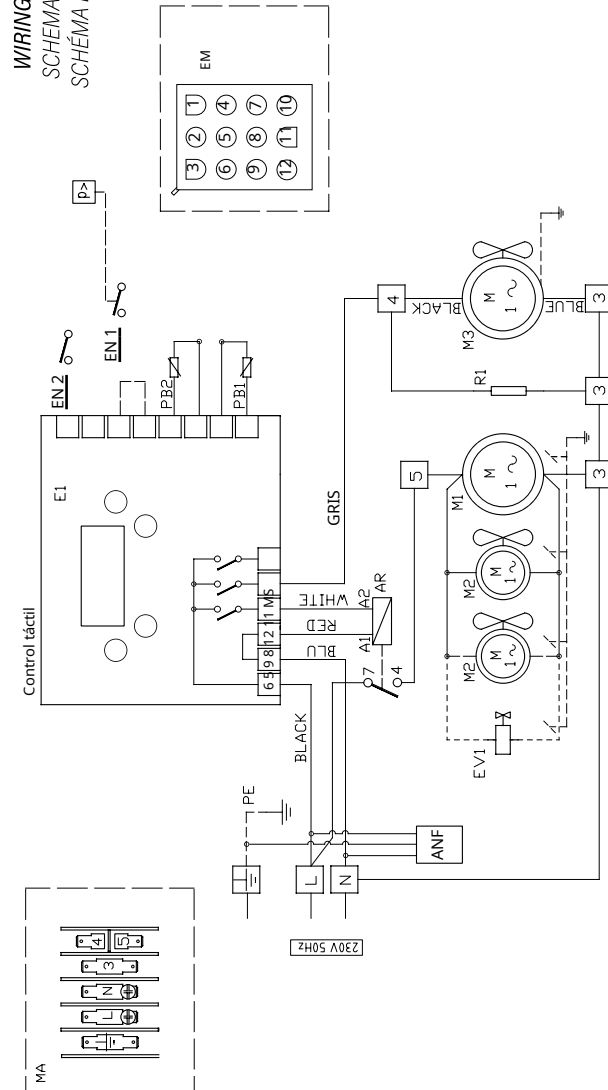 WIRING
SCHEMA
SCHÉMA
MA
L
N
3
4
5
230V 50Hz
PE
L
N
ANF
BLACK
Control táctil
E1
6
5
9
8
12
11
MS
BLU
RED
WHITE
GRIS
EN 2
EN 1
p>
PB2
PB1
A1
A2
AR
7
4
EV1
M2
M
1~
M2
M
1~
M1
M
1~
5
3
R1
3
4
BLACK
M3
M
1~
BLUE
3
EM
3
2
1
6
5
4
9
8
7
12
11
10